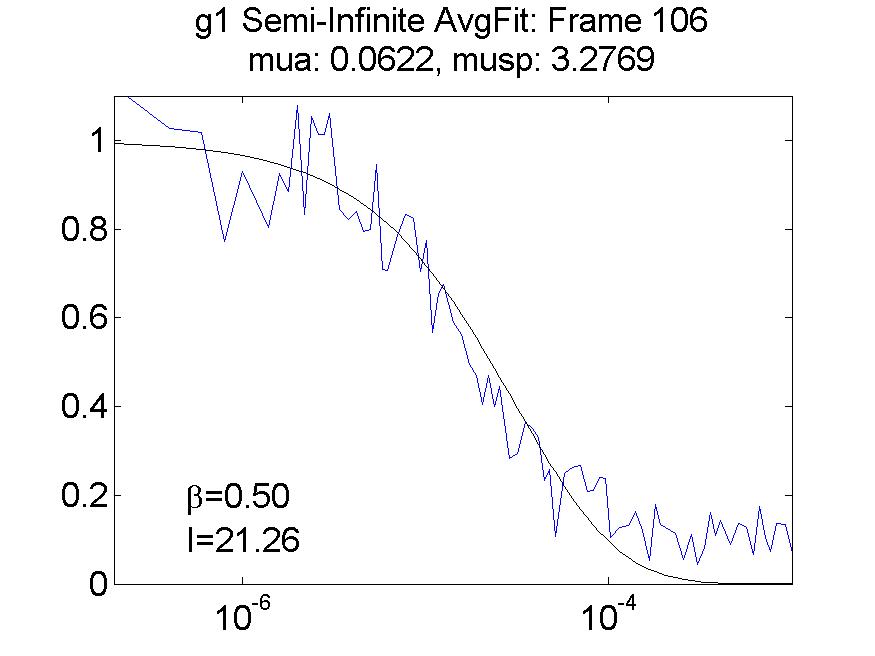 g1 Semi-Infinite AvgFit: Frame 106
mua: 0.0622, musp: 3.2769
1
0.8
0.6
0.4
0.2
0
β=0.50
I=21.26
10^-6
10^-4